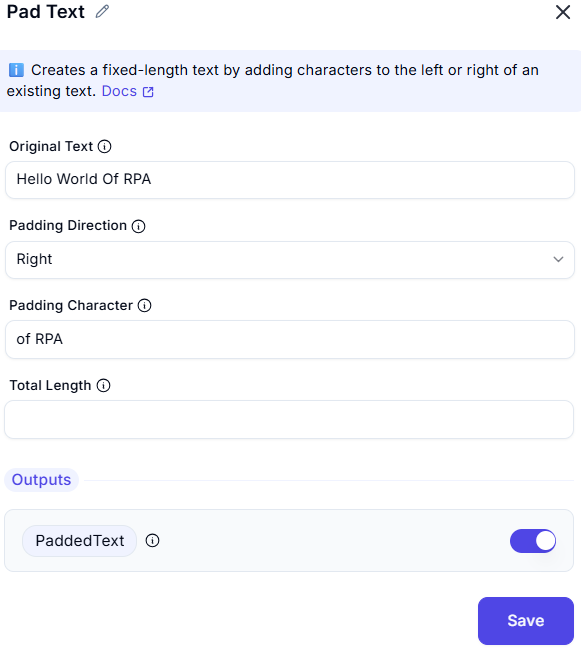 Pad Text
Creates a fixed-length text by adding characters to the left or right of an
existing text. Docs
Original Text
Hello World Of RPA
Padding Direction
Right
Padding Character
of RPA
Total Length
Outputs
PaddedText
Save